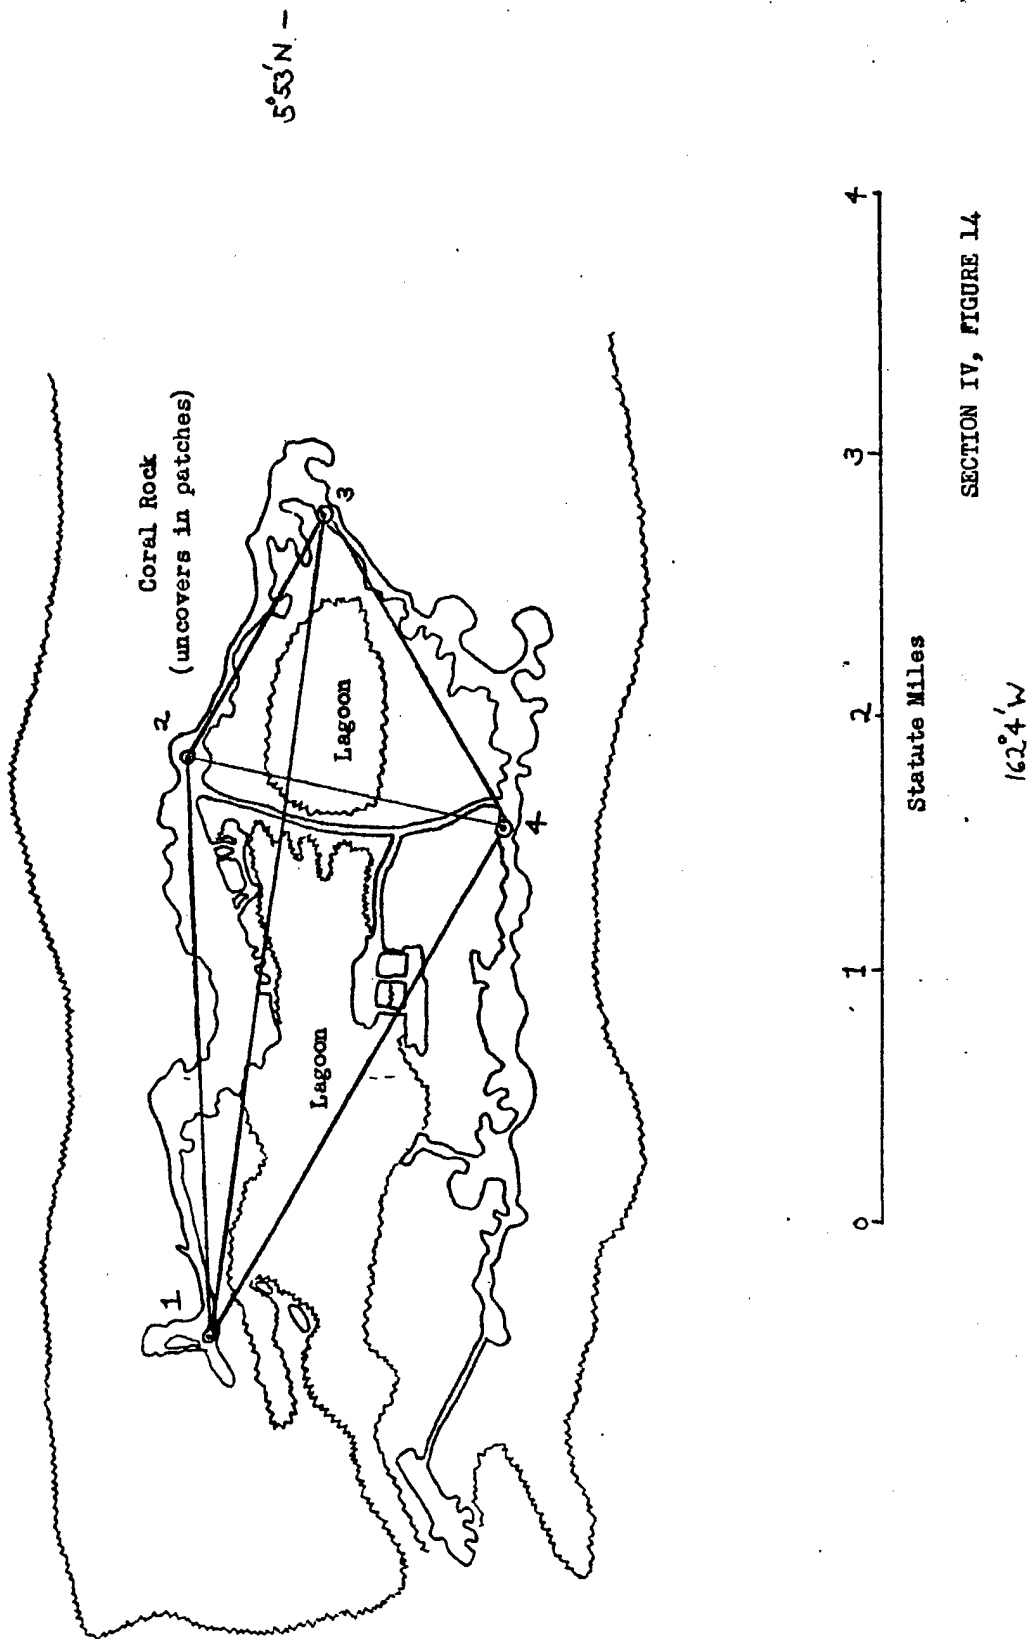 5°53'N -
Coral Rock
(uncovers in patches)
1
2
3
4
Lagoon
Lagoon
0
1
2
3
4
Statute Miles
162°4'W
SECTION IV, FIGURE 14